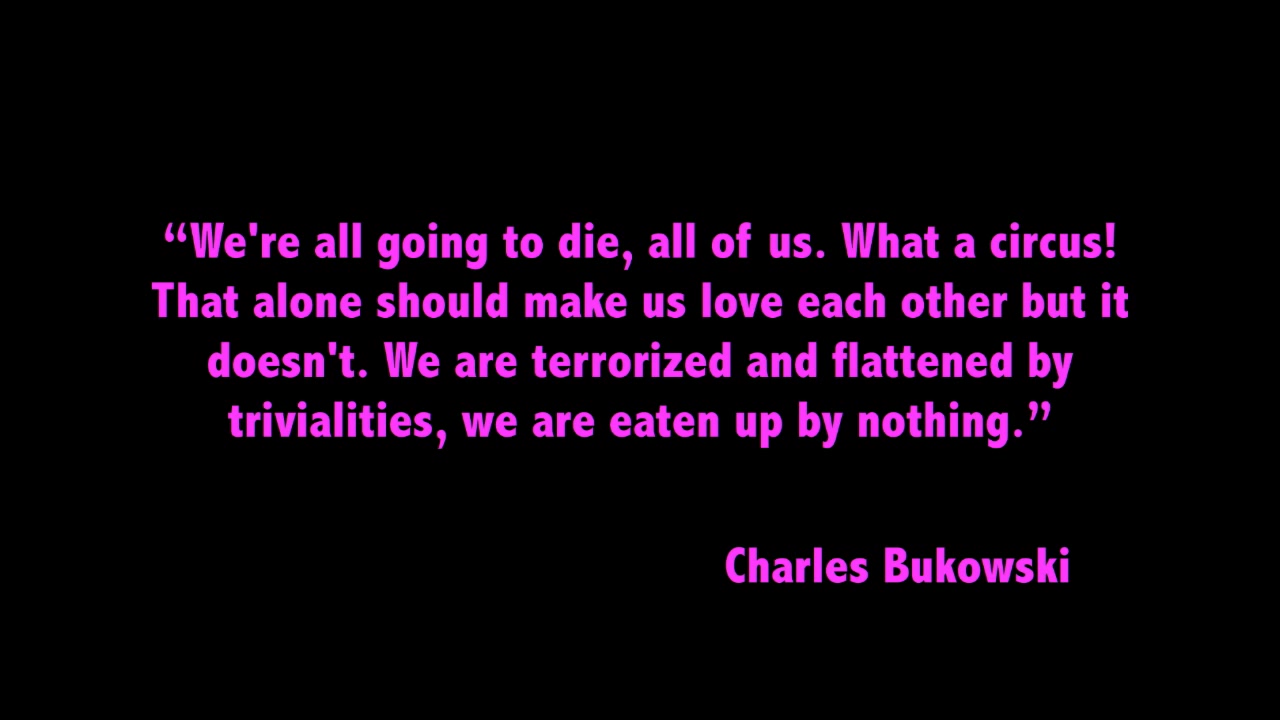 “We're all going to die, all of us. What a circus!
That alone should make us love each other but it
doesn't. We are terrorized and flattened by
trivialities, we are eaten up by nothing.”
Charles Bukowski